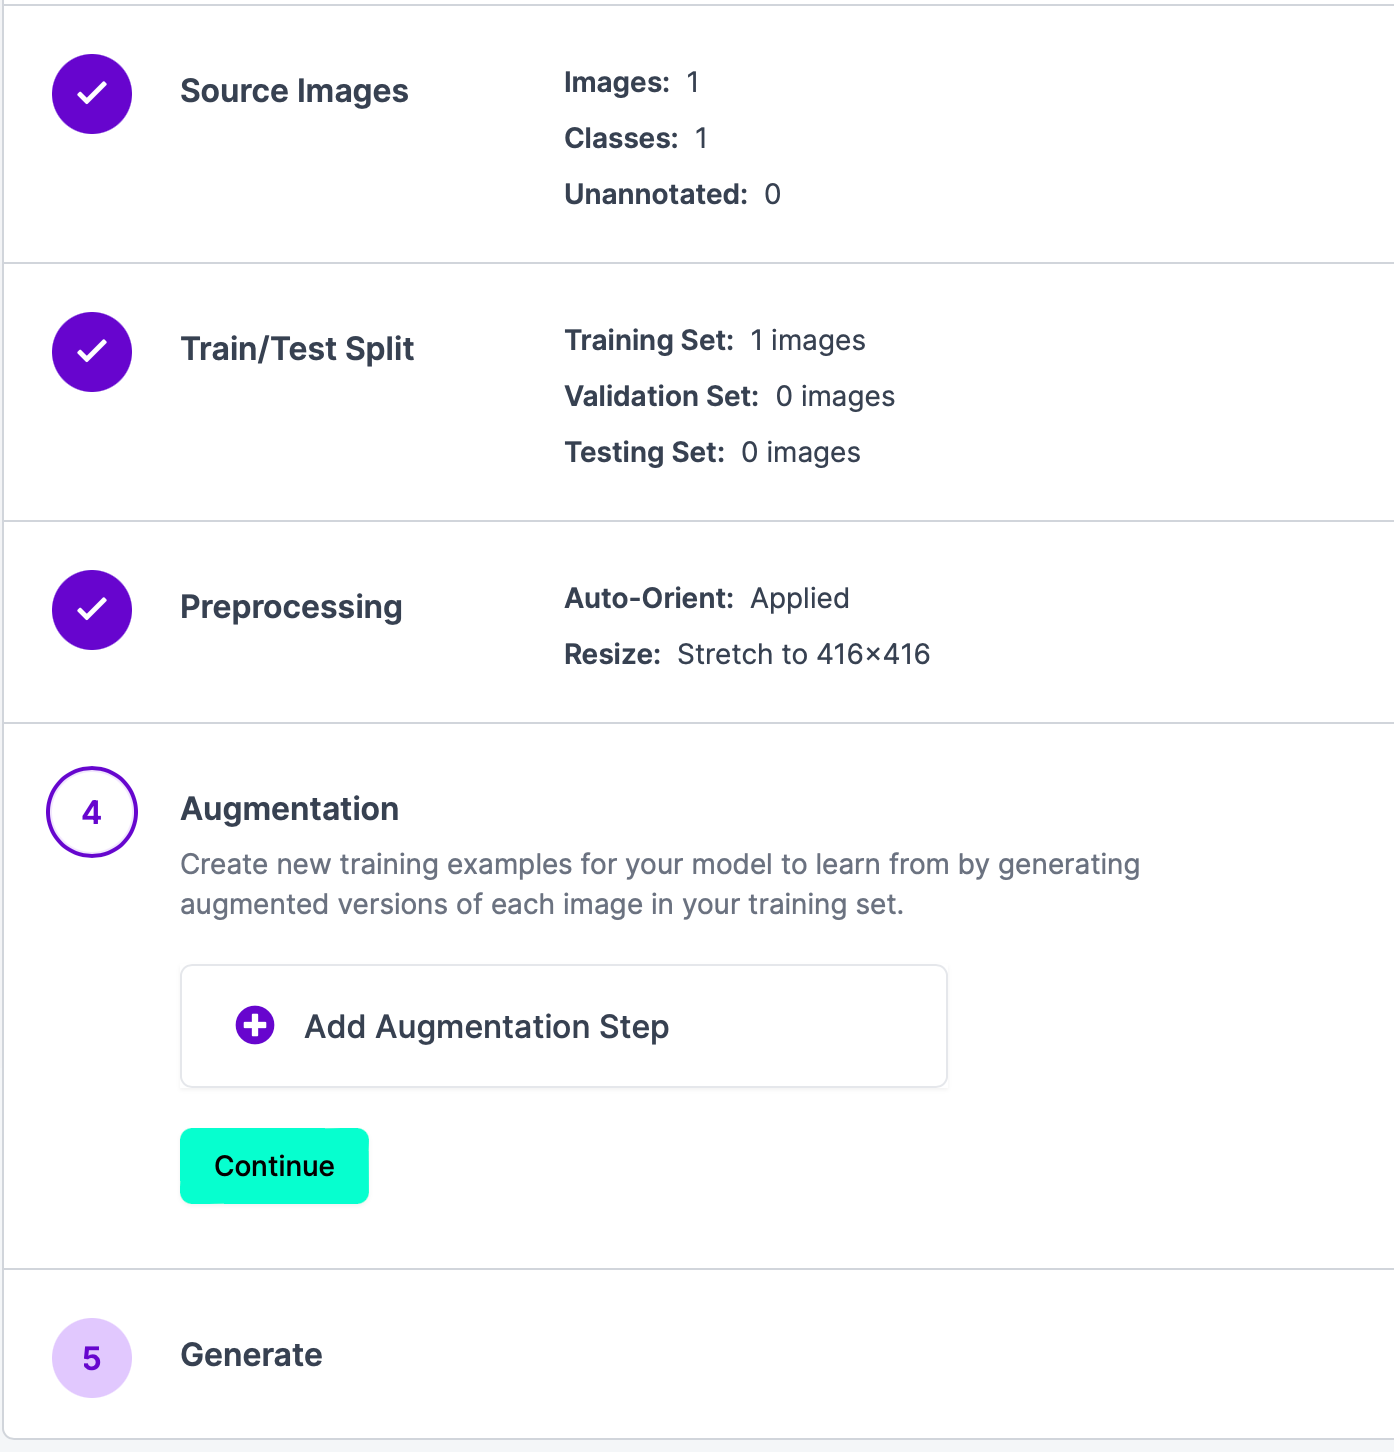 Source Images
Images: 1
Classes: 1
Unannotated: 0
Train/Test Split
Training Set: 1 images
Validation Set: 0 images
Testing Set: 0 images
Preprocessing
Auto-Orient: Applied
Resize: Stretch to 416×416
4
Augmentation
Create new training examples for your model to learn from by generating
augmented versions of each image in your training set.
Add Augmentation Step
Continue
5
Generate